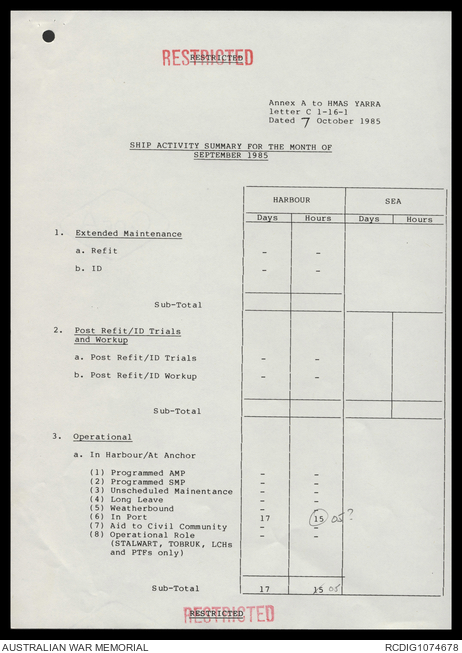 RESTRICTED
RESTRICTED
Annex A to HMAS YARRA
letter C 1-16-1
Dated 7 October 1985
SHIP ACTIVITY SUMMARY FOR THE MONTH OF
SEPTEMBER 1985
HARBOUR SEA
Days Hours Days Hours
1. Extended Maintenance
a. Refit - -
b. ID - -
Sub-Total
2. Post Refit/ID Trials
and Workup
a. Post Refit/ID Trials - -
b. Post Refit/ID Workup - -
Sub-Total
3. Operational
a. In Harbour/At Anchor
(1) Programmed AMP - -
(2) Programmed SMP - -
(3) Unscheduled Mainentance - -
(4) Long Leave - -
(5) Weatherbound - -
(6) In Port 17 15 05?
(7) Aid to Civil Community - -
(8) Operational Role - -
(STALWART, TOBRUK, LCHs
and PTFs only)
Sub-Total 17 15 05
RESTRICTED
RESTRICTED
AUSTRALIAN WAR MEMORIAL RCDIG1074678